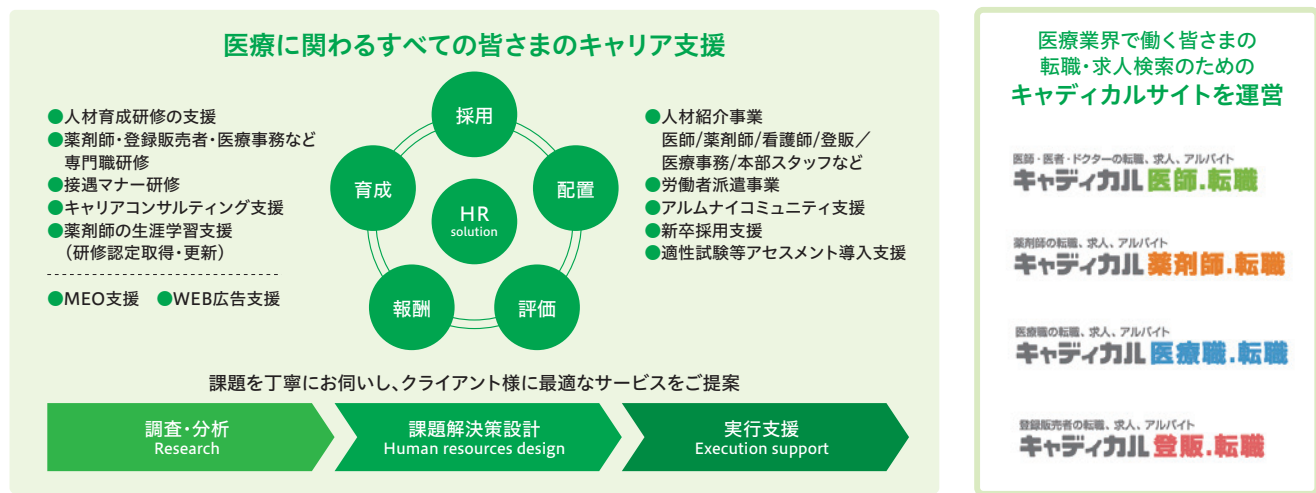 医療に関わるすべての皆さまのキャリア支援
●人材育成研修の支援
●薬剤師・登録販売者・医療事務など
専門職研修
●接遇マナー研修
●キャリアコンサルティング支援
●薬剤師の生涯学習支援
（研修認定取得・更新）
●MEO支援 ●WEB広告支援
採用
育成
配置
HR
solution
報酬
評価
●人材紹介事業
医師/薬剤師/看護師/登販／
医療事務/本部スタッフなど
●労働者派遣事業
●アルムナイコミュニティ支援
●新卒採用支援
●適性試験等アセスメント導入支援
課題を丁寧にお伺いし、クライアント様に最適なサービスをご提案
調査・分析
Research
課題解決策設計
Human resources design
実行支援
Execution support
医療業界で働く皆さまの
転職・求人検索のための
キャディカルサイトを運営
医師・医者・ドクターの転職、求人、アルバイト
キャディカル医師.転職
薬剤師の転職、求人、アルバイト
キャディカル薬剤師.転職
医療職の転職、求人、アルバイト
キャディカル医療職.転職
登録販売者の転職、求人、アルバイト
キャディカル登販.転職